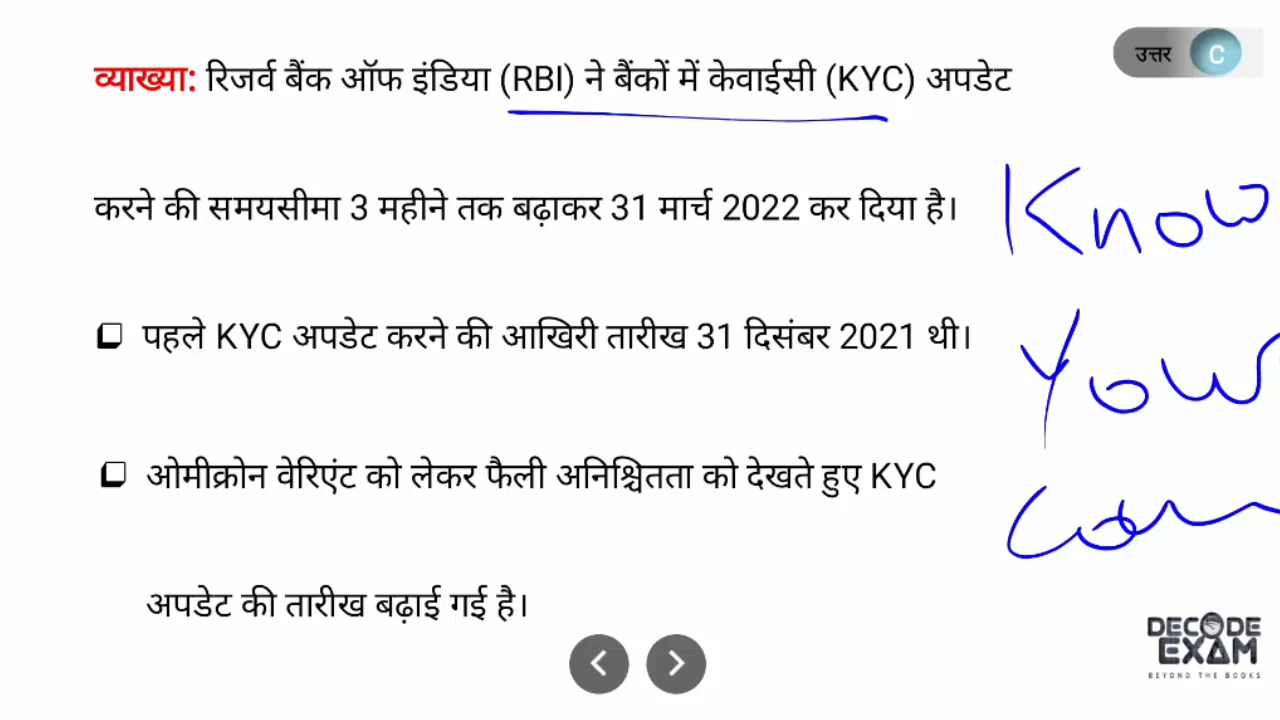 व्याख्या: रिजर्व बैंक ऑफ इंडिया (RBI) ने बैंकों में केवाईसी (KYC) अपडेट
उत्तर C
करने की समयसीमा 3 महीने तक बढ़ाकर 31 मार्च 2022 कर दिया है।
Know
पहले KYC अपडेट करने की आखिरी तारीख 31 दिसंबर 2021 थी।
ओमीक्रोन वेरिएंट को लेकर फैली अनिश्चितता को देखते हुए KYC
अपडेट की तारीख बढ़ाई गई है।
DECODE
EXAM
BEYOND THE BOOKS